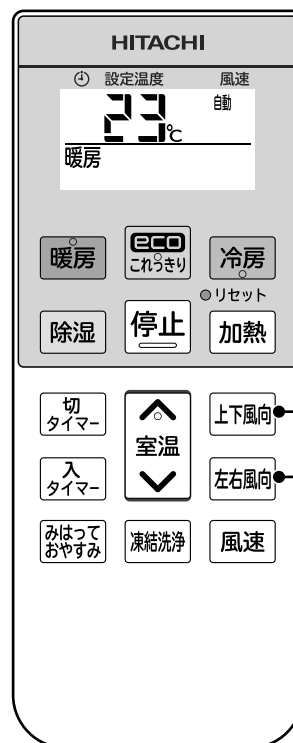 HITACHI
設定温度 風速
23℃ 自動
暖房
暖房 eco これっきり 冷房
リセット
除湿 停止 加熱
切タイマー 室温 上下風向
入タイマー 左右風向
みはっておやすみ 凍結洗浄 風速